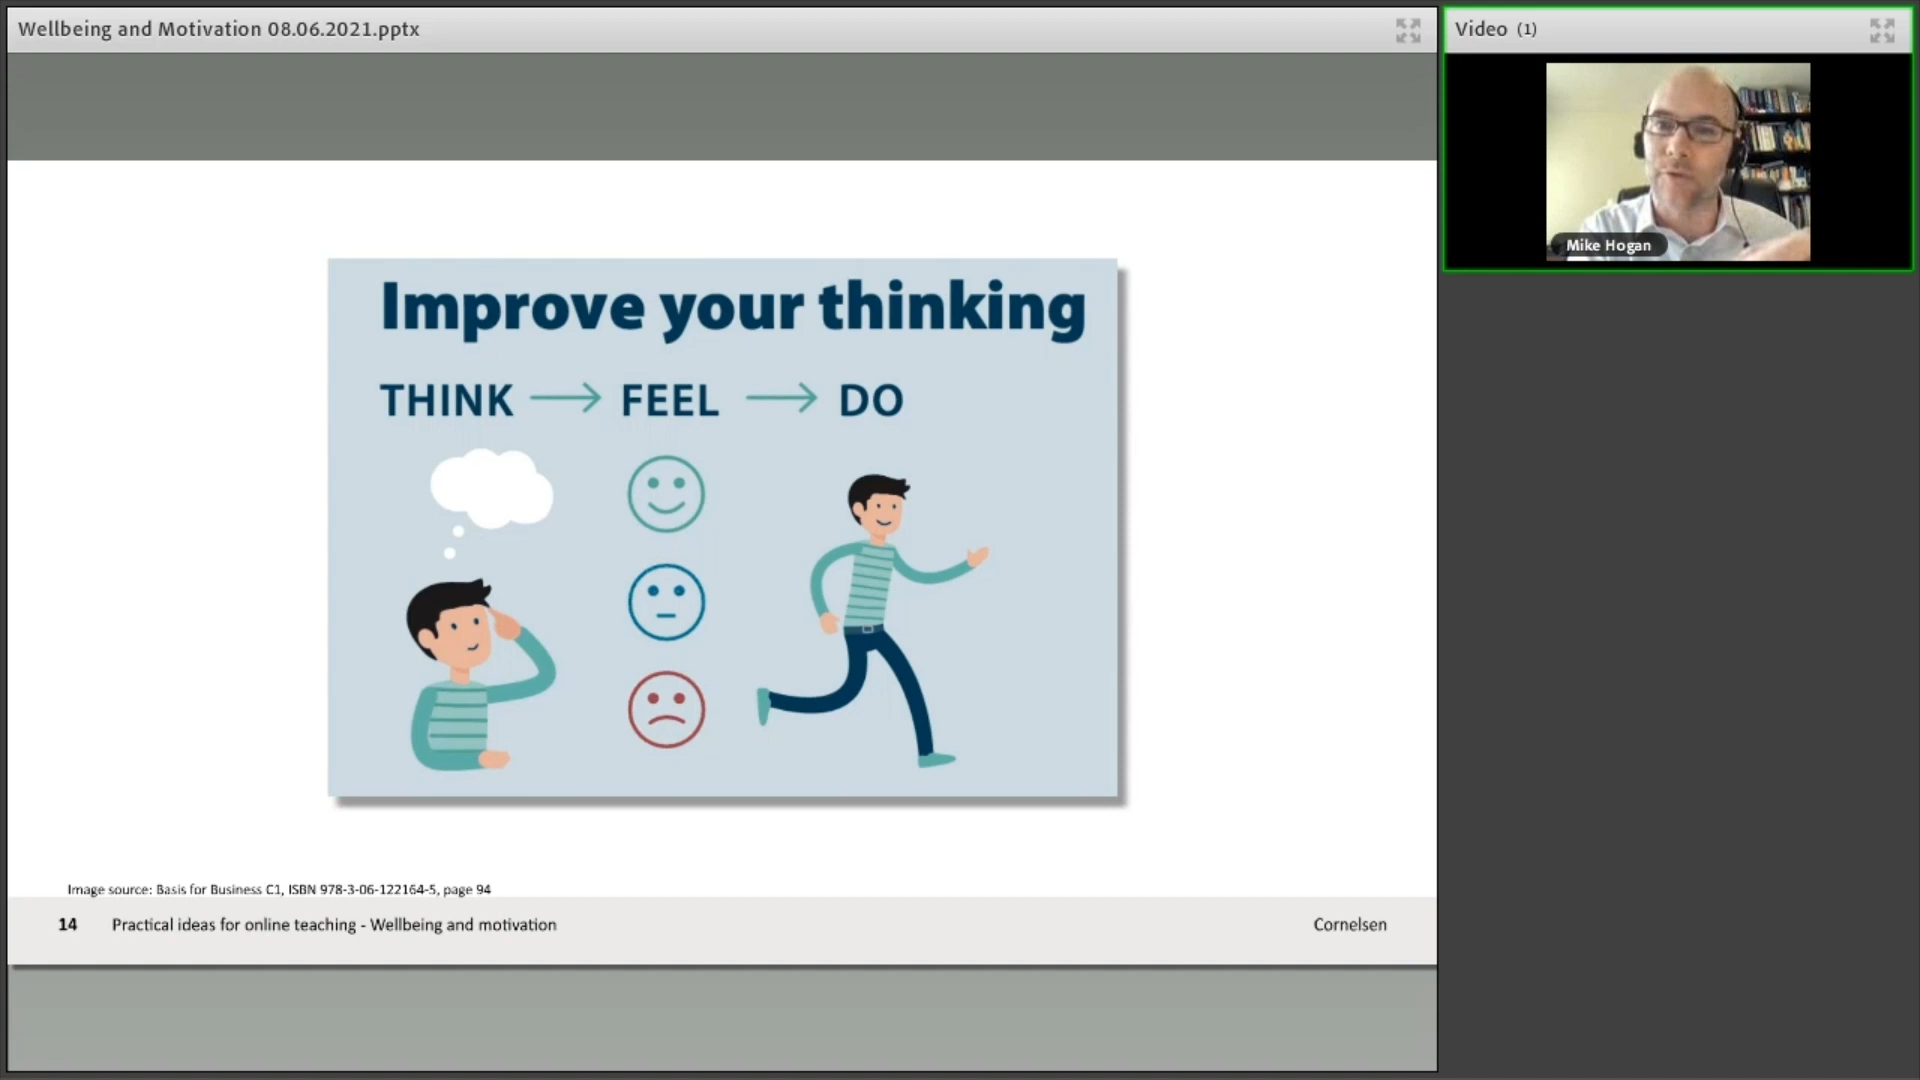 Wellbeing and Motivation 08.06.2021.pptx
Video (1)
Mike Hogan
Improve your thinking
THINK → FEEL → DO
Image source: Basis for Business C1, ISBN 978-3-06-122164-5, page 94
14 Practical ideas for online teaching - Wellbeing and motivation Cornelsen